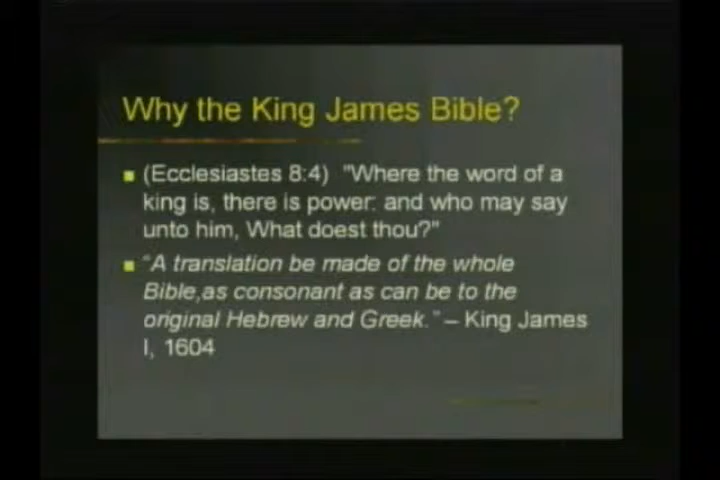 Why the King James Bible?
(Ecclesiastes 8:4) "Where the word of a
king is, there is power: and who may say
unto him, What doest thou?"
"A translation be made of the whole
Bible,as consonant as can be to the
original Hebrew and Greek." – King James
I, 1604